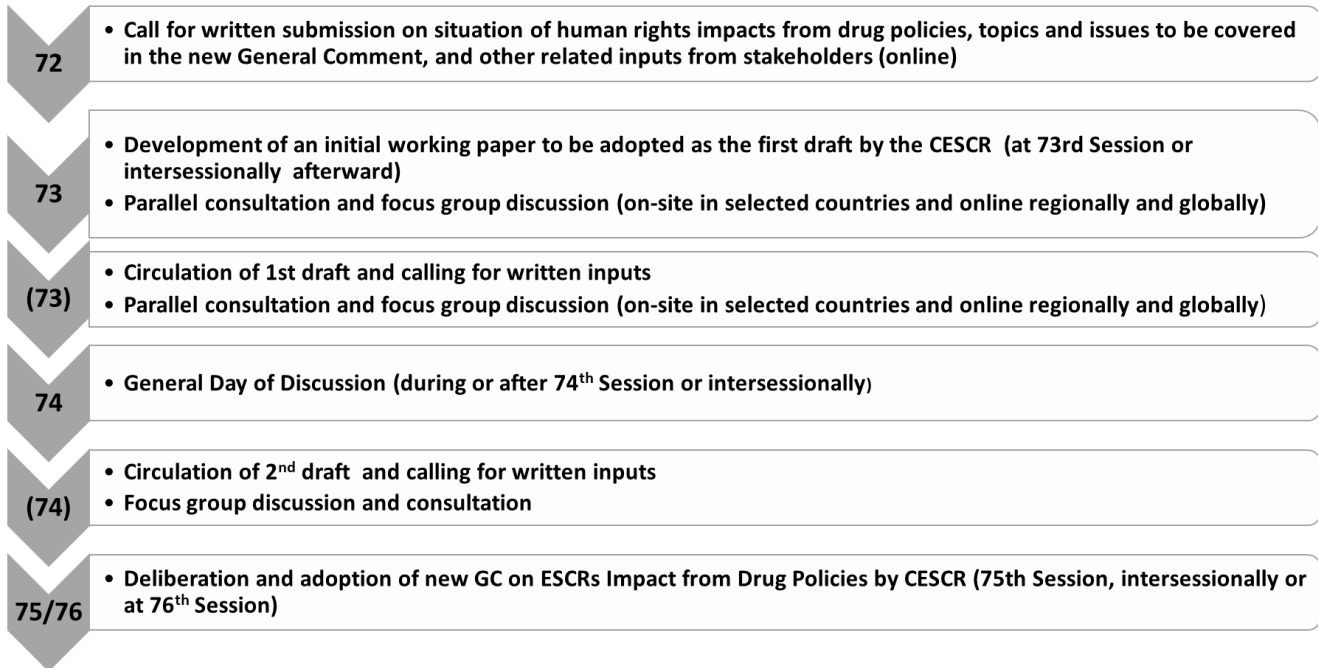 72
• Call for written submission on situation of human rights impacts from drug policies, topics and issues to be covered
in the new General Comment, and other related inputs from stakeholders (online)
73
• Development of an initial working paper to be adopted as the first draft by the CESCR (at 73rd Session or
intersessionally afterward)
• Parallel consultation and focus group discussion (on-site in selected countries and online regionally and globally)
(73)
• Circulation of 1st draft and calling for written inputs
• Parallel consultation and focus group discussion (on-site in selected countries and online regionally and globally)
74
• General Day of Discussion (during or after 74th Session or intersessionally)
(74)
• Circulation of 2nd draft and calling for written inputs
• Focus group discussion and consultation
75/76
• Deliberation and adoption of new GC on ESCRs Impact from Drug Policies by CESCR (75th Session, intersessionally or
at 76th Session)